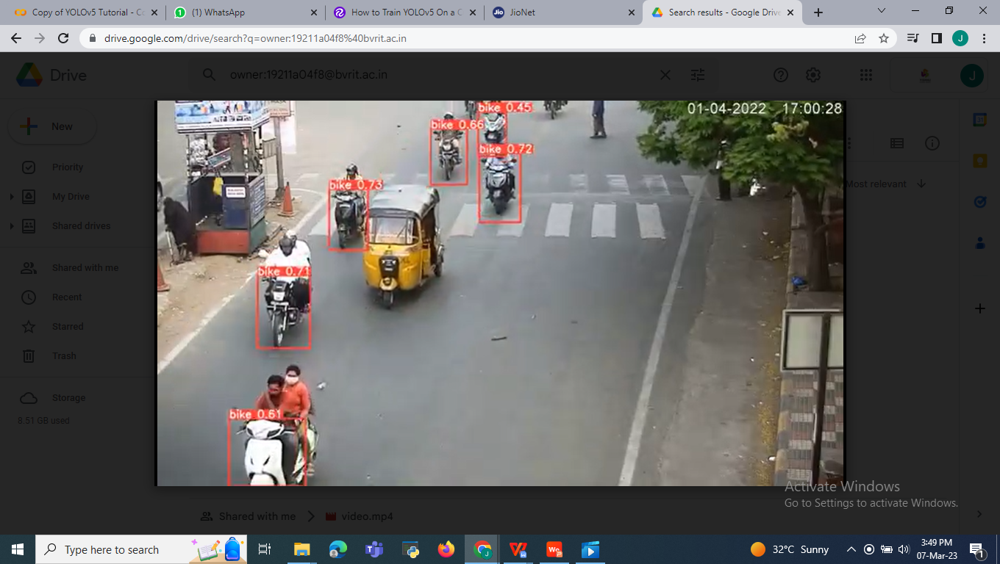 Copy of YOLOv5 Tutorial - Co
(1) WhatsApp
How to Train YOLOv5 On a C
Jio
JioNet
Search results - Google Drive
drive.google.com/drive/search?q=owner:19211a04f8%40bvrit.ac.in
J
Drive
owner:19211a04f8@bvrit.ac.in
J
New
Priority
My Drive
Shared drives
Shared with me
Recent
Starred
Trash
Storage
8.51 GB used
Most relevant
01-04-2022 17:00:28
bike 0.45
bike 0.66
bike 0.72
bike 0.73
bike 0.71
bike 0.61
Activate Windows
Go to Settings to activate Windows.
Shared with me
video.mp4
Type here to search
32°C Sunny
3:49 PM
07-Mar-23
1